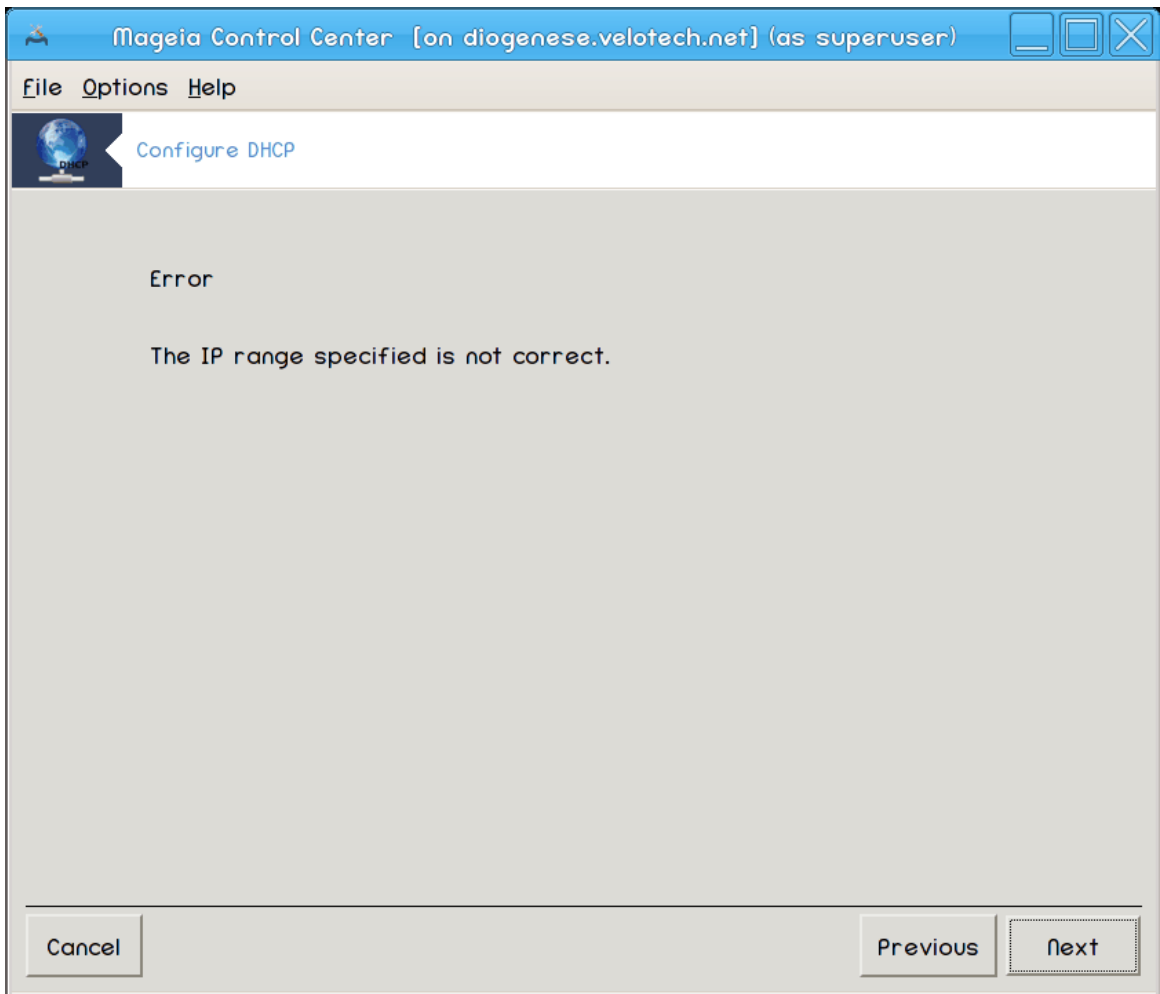 Mageia Control Center [on diogenese.velotech.net] (as superuser)
File Options Help
DHCP
Configure DHCP
Error
The IP range specified is not correct.
Cancel
Previous
Next